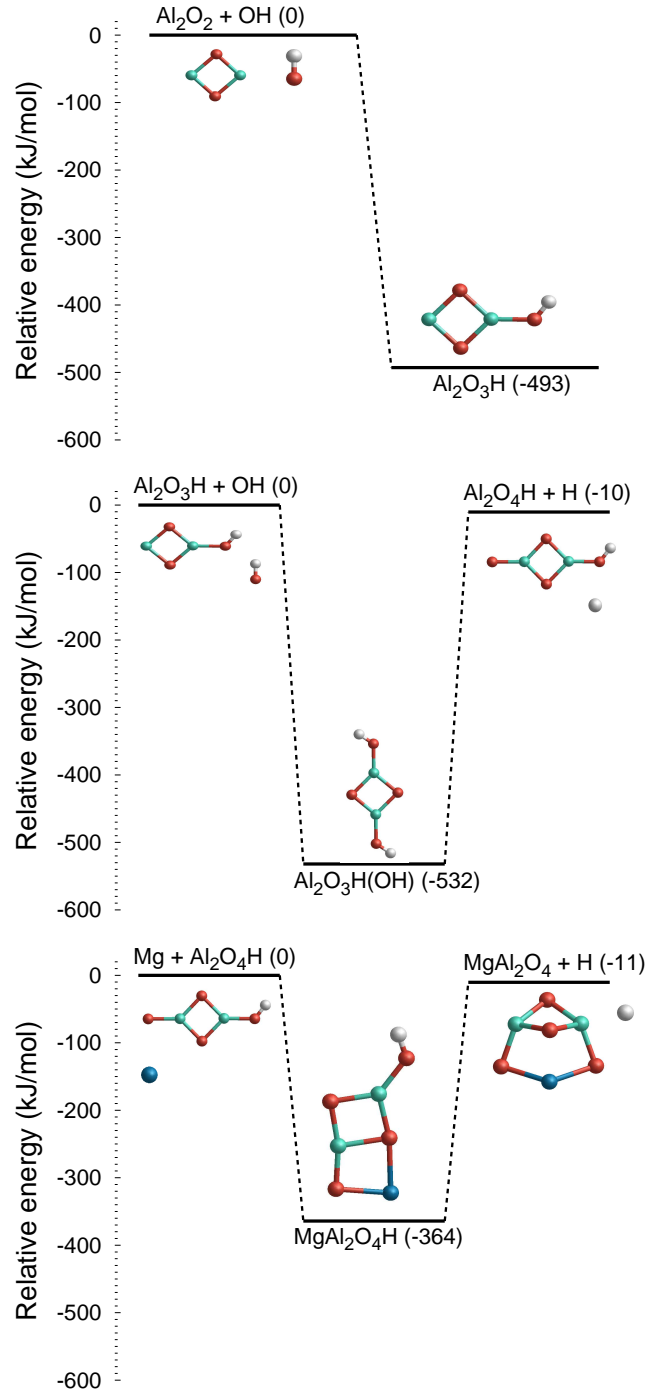 Al₂O₂ + OH (0)
0
-100
-200
-300
-400
-500
-600
Relative energy (kJ/mol)
Al₂O₃H (-493)
Al₂O₃H + OH (0)
Al₂O₄H + H (-10)
0
-100
-200
-300
-400
-500
-600
Relative energy (kJ/mol)
Al₂O₃H(OH) (-532)
Mg + Al₂O₄H (0)
MgAl₂O₄ + H (-11)
0
-100
-200
-300
-400
-500
-600
Relative energy (kJ/mol)
MgAl₂O₄H (-364)